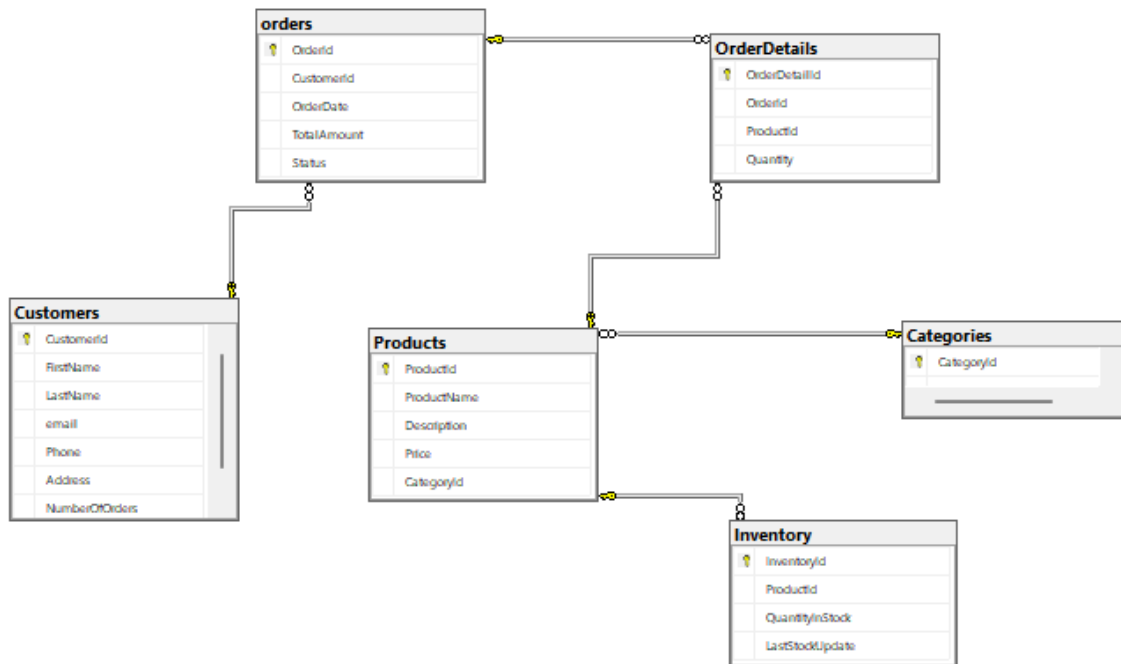 orders
OrderId
CustomerId
OrderDate
TotalAmount
Status
OrderDetails
OrderDetailId
OrderId
ProductId
Quantity
Customers
CustomerId
FirstName
LastName
email
Phone
Address
NumberOfOrders
Products
ProductId
ProductName
Description
Price
CategoryId
Categories
CategoryId
Inventory
InventoryId
ProductId
QuantityInStock
LastStockUpdate